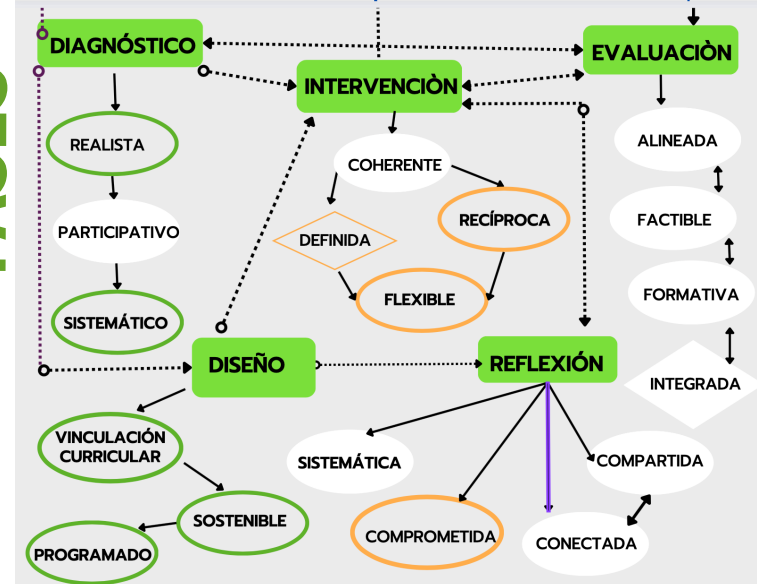 DIAGNÓSTICO
EVALUACIÒN
INTERVENCIÒN
REALISTA
PARTICIPATIVO
SISTEMÁTICO
COHERENTE
DEFINIDA
RECÍPROCA
FLEXIBLE
ALINEADA
FACTIBLE
FORMATIVA
INTEGRADA
DISEÑO
REFLEXIÓN
VINCULACIÓN
CURRICULAR
SOSTENIBLE
PROGRAMADO
SISTEMÁTICA
COMPROMETIDA
COMPARTIDA
CONECTADA